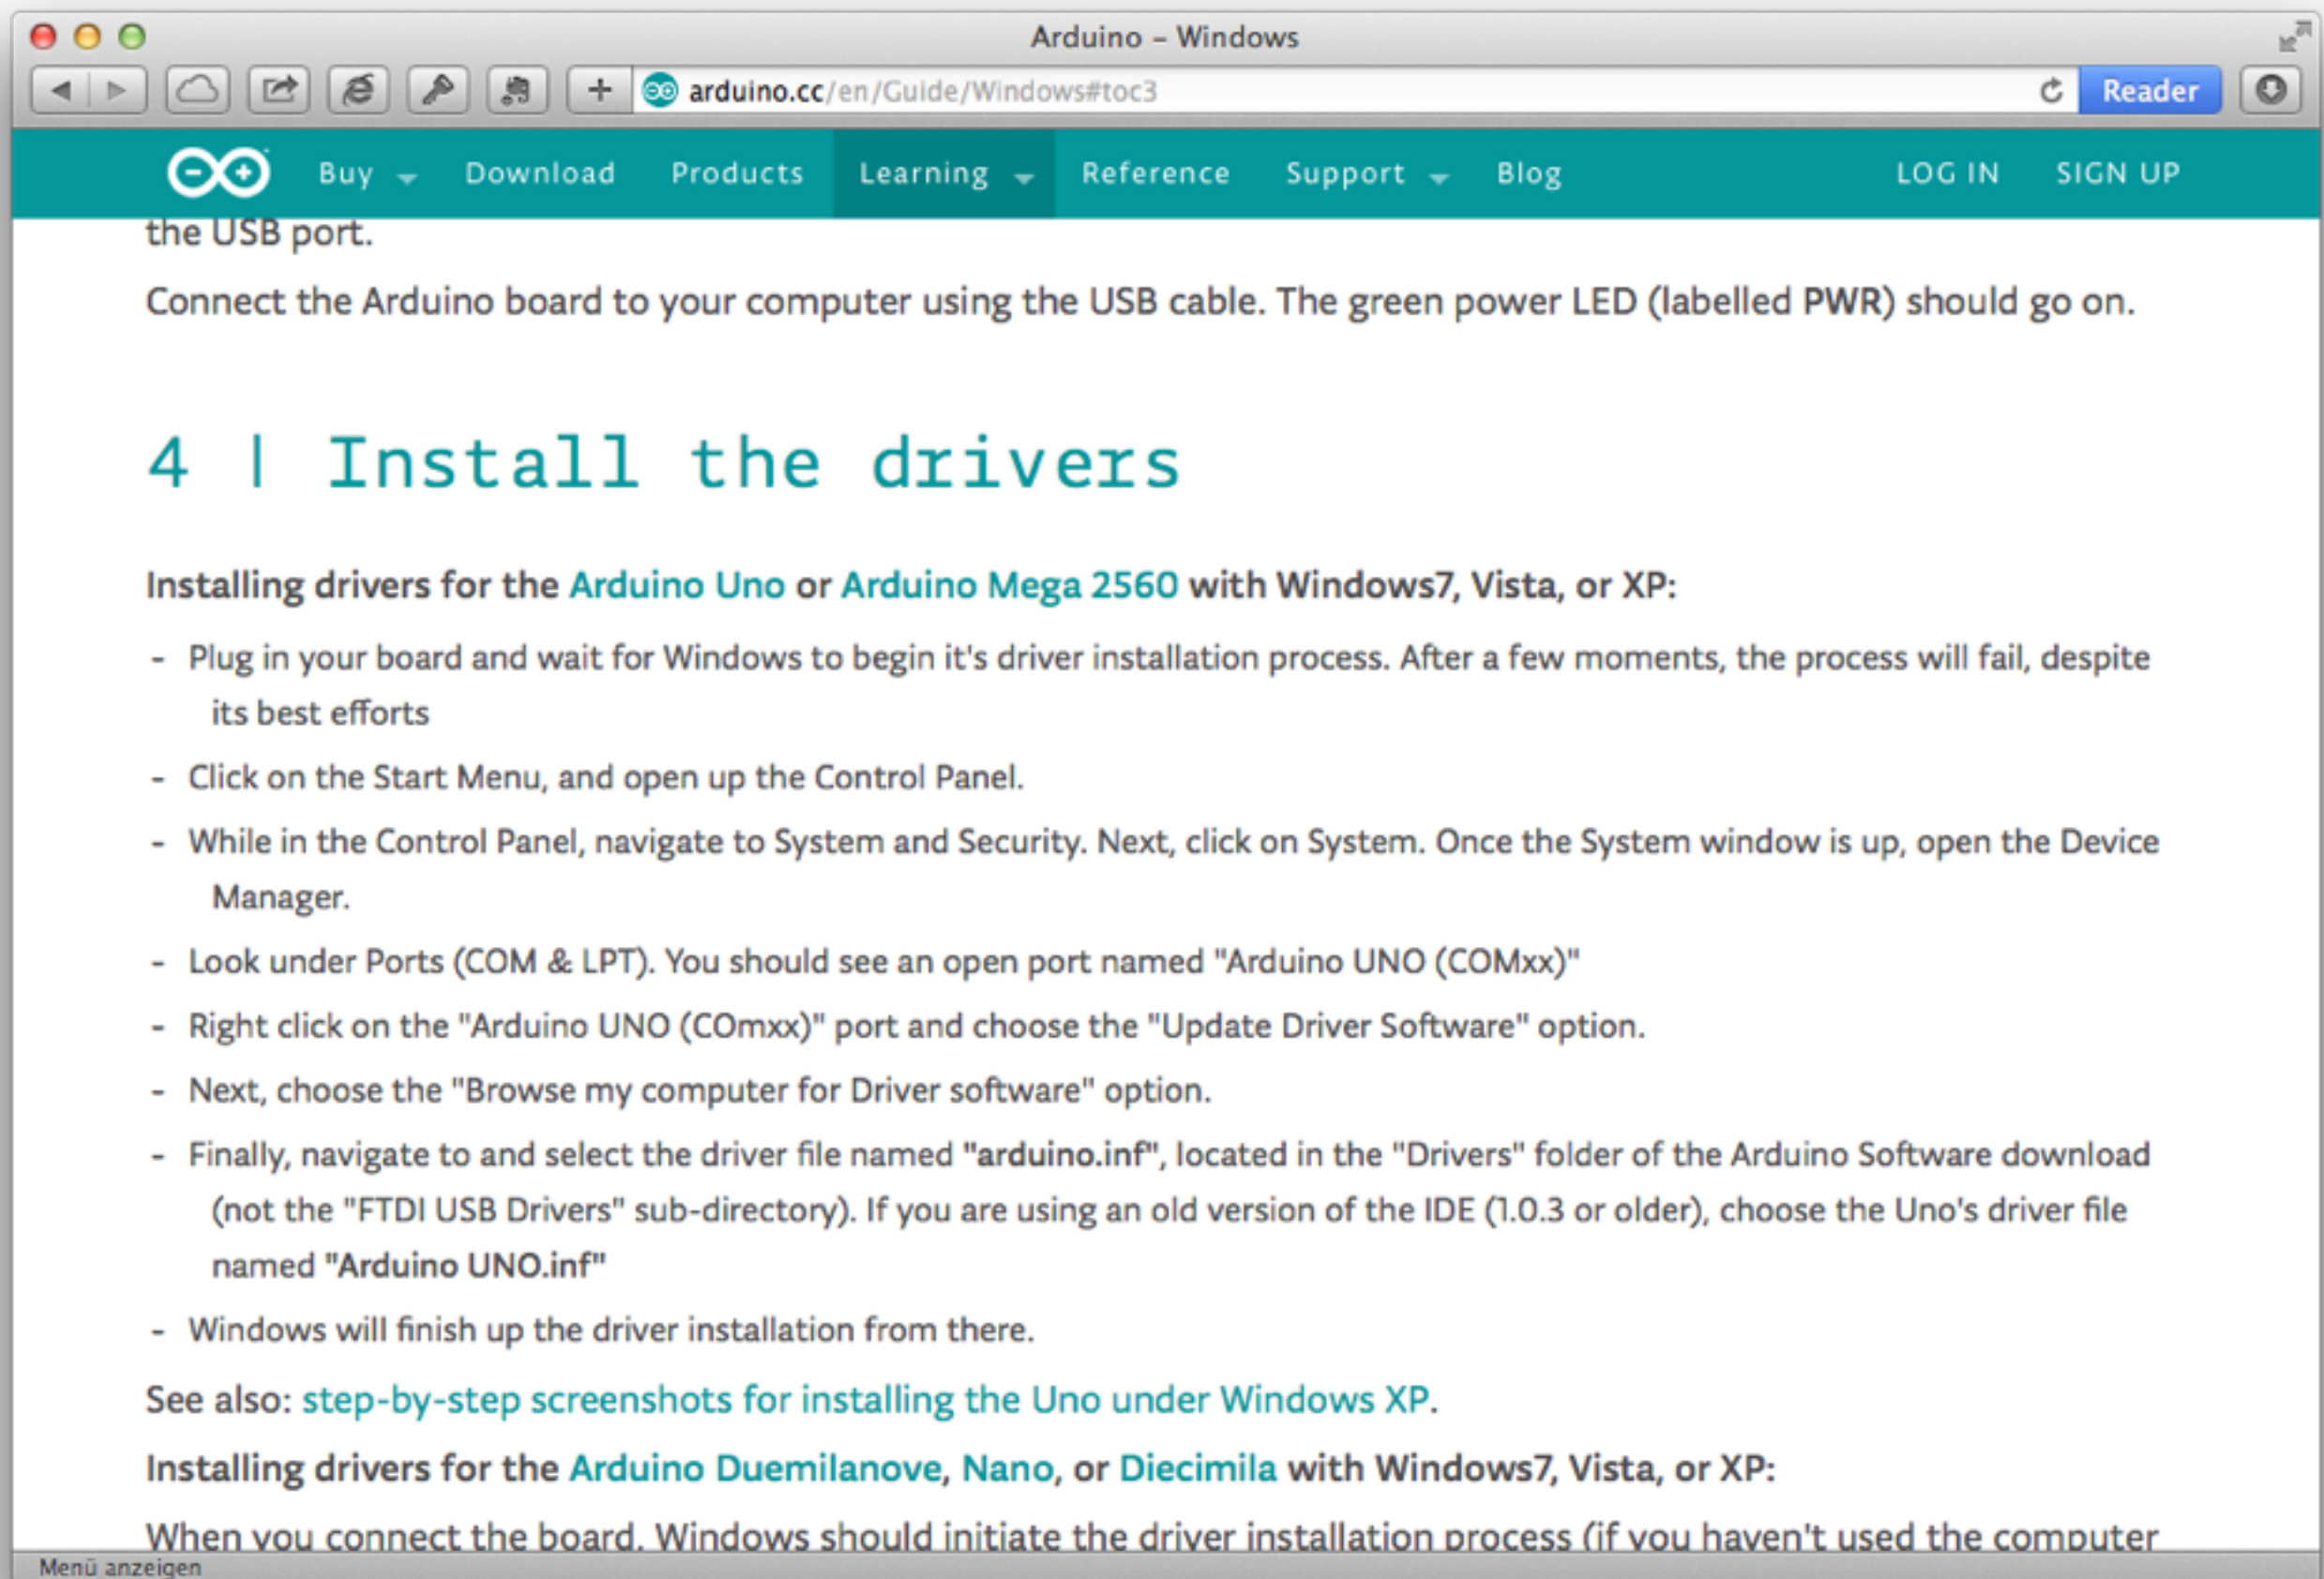 Arduino – Windows
arduino.cc/en/Guide/Windows#toc3
Reader
Buy
Download
Products
Learning
Reference
Support
Blog
LOG IN
SIGN UP
the USB port.
Connect the Arduino board to your computer using the USB cable. The green power LED (labelled PWR) should go on.
4 | Install the drivers
Installing drivers for the Arduino Uno or Arduino Mega 2560 with Windows7, Vista, or XP:
- Plug in your board and wait for Windows to begin it's driver installation process. After a few moments, the process will fail, despite
its best efforts
- Click on the Start Menu, and open up the Control Panel.
- While in the Control Panel, navigate to System and Security. Next, click on System. Once the System window is up, open the Device
Manager.
- Look under Ports (COM & LPT). You should see an open port named "Arduino UNO (COMxx)"
- Right click on the "Arduino UNO (COmxx)" port and choose the "Update Driver Software" option.
- Next, choose the "Browse my computer for Driver software" option.
- Finally, navigate to and select the driver file named "arduino.inf", located in the "Drivers" folder of the Arduino Software download
(not the "FTDI USB Drivers" sub-directory). If you are using an old version of the IDE (1.0.3 or older), choose the Uno's driver file
named "Arduino UNO.inf"
- Windows will finish up the driver installation from there.
See also: step-by-step screenshots for installing the Uno under Windows XP.
Installing drivers for the Arduino Duemilanove, Nano, or Diecimila with Windows7, Vista, or XP:
When you connect the board, Windows should initiate the driver installation process (if you haven't used the computer
Menü anzeigen